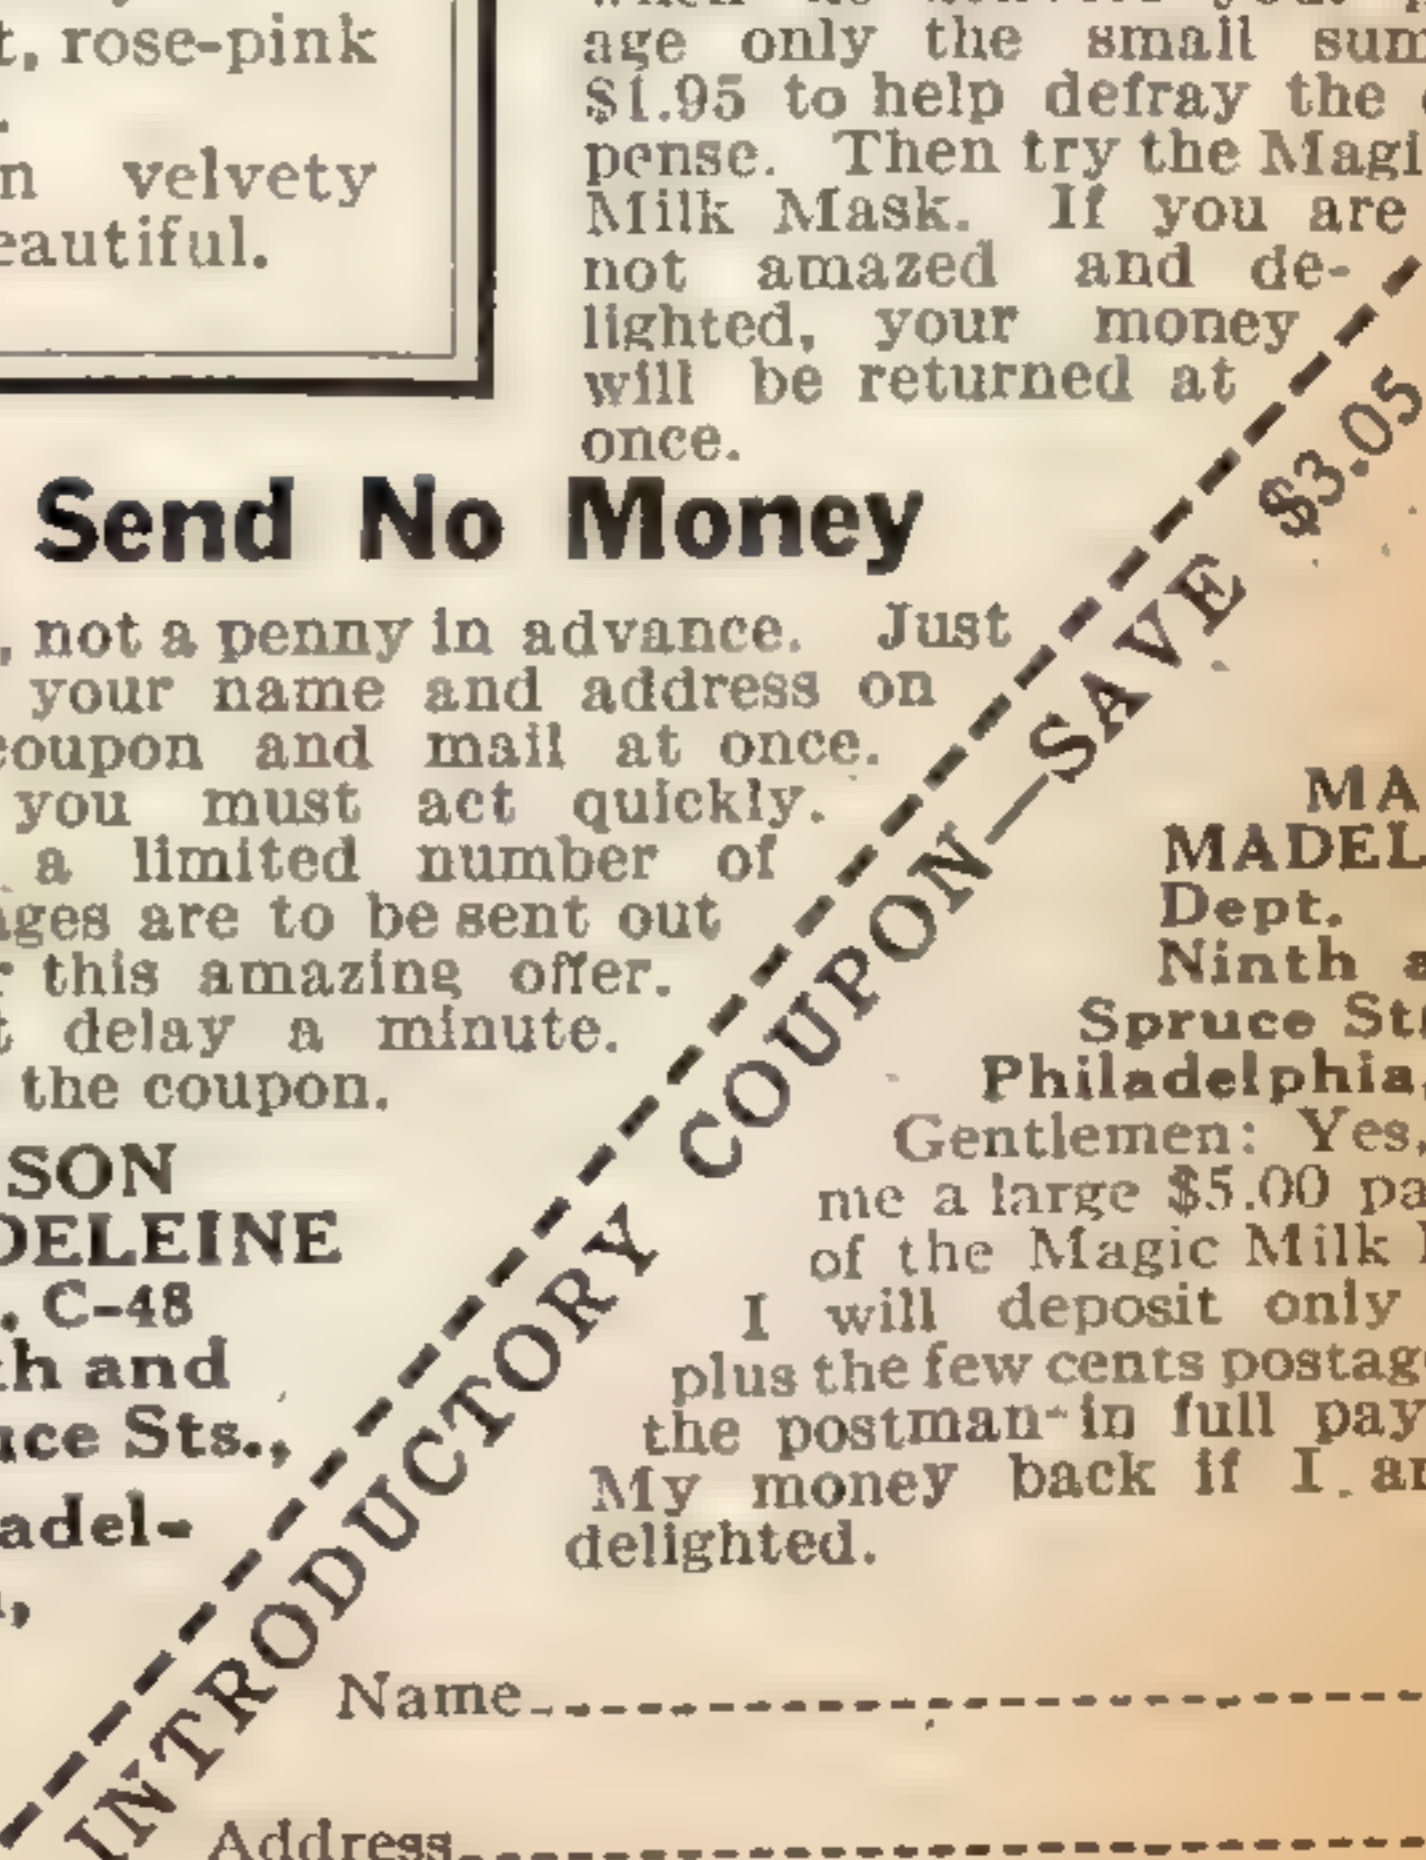 rose-pink
velvety
age only the small sum
$1.95 to help defray the
pense. Then try the Magi
Milk Mask. If you are
not amazed and de-
lighted, your money
will be returned at
once.
Send No Money
, not a penny in advance. Just
your name and address on
coupon and mail at once.
you must act quickly.
a limited number of
ages are to be sent out
this amazing offer.
delay a minute.
the coupon.
SON
DELEINE
C-48
and
Sts.,
adel-
INTRODUCTORY COUPON—SAVE $3.05
MA
MADEL
Dept.
Ninth a
Spruce Sts
Philadelphia,
Gentlemen: Yes,
me a large $5.00 pa
of the Magic Milk
I will deposit only
plus the few cents postag
the postman in full pay
My money back if I
delighted.
Name
Address